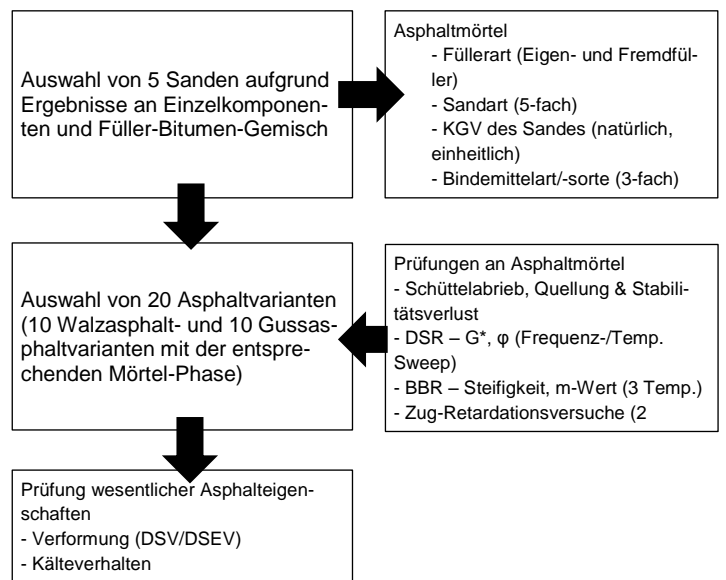 Auswahl von 5 Sanden aufgrund
Ergebnisse an Einzelkomponen-
ten und Füller-Bitumen-Gemisch
Asphaltmörtel
- Füllerart (Eigen- und Fremdfül-
ler)
- Sandart (5-fach)
- KGV des Sandes (natürlich,
einheitlich)
- Bindemittelart/-sorte (3-fach)
Auswahl von 20 Asphaltvarianten
(10 Walzasphalt- und 10 Gussas-
phaltvarianten mit der entspre-
chenden Mörtel-Phase)
Prüfungen an Asphaltmörtel
- Schüttelabrieb, Quellung & Stabili-
tätsverlust
- DSR – G*, φ (Frequenz-/Temp.
Sweep)
- BBR – Steifigkeit, m-Wert (3 Temp.)
- Zug-Retardationsversuche (2
Prüfung wesentlicher Asphalteigen-
schaften
- Verformung (DSV/DSEV)
- Kälteverhalten